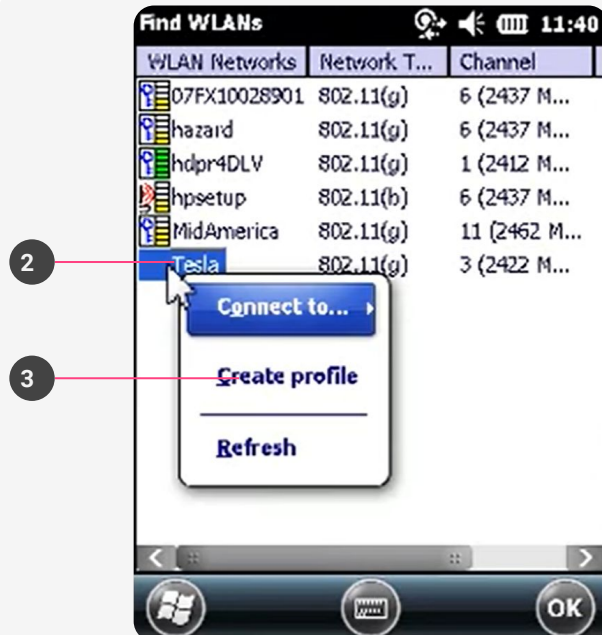 Find WLANs 11:40
WLAN Networks Network T... Channel
07FX10028901 802.11(g) 6 (2437 M...
hazard 802.11(g) 6 (2437 M...
hdpr4DLV 802.11(g) 1 (2412 M...
hpsetup 802.11(b) 6 (2437 M...
MidAmerica 802.11(g) 11 (2462 M...
2 Tesla 802.11(g) 3 (2422 M...
Connect to...
3 Create profile
Refresh
OK